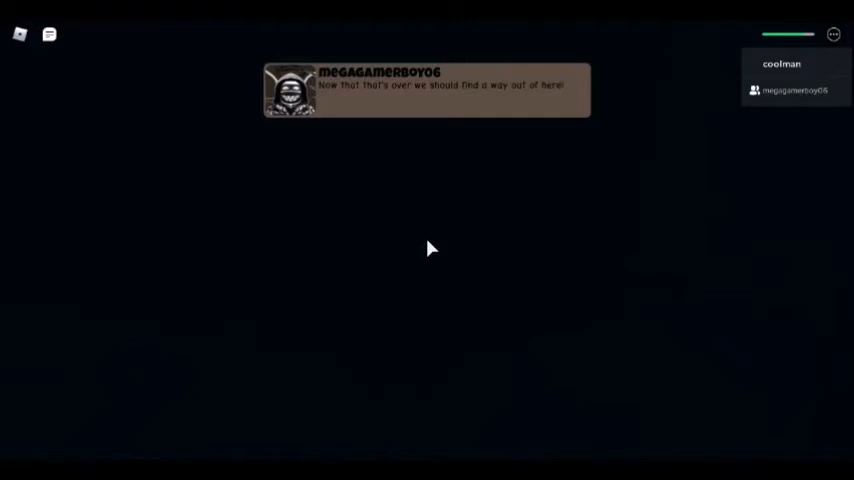 coolman
megagamerboy06
Now that that's over we should find a way out of here!
megagamerboy06